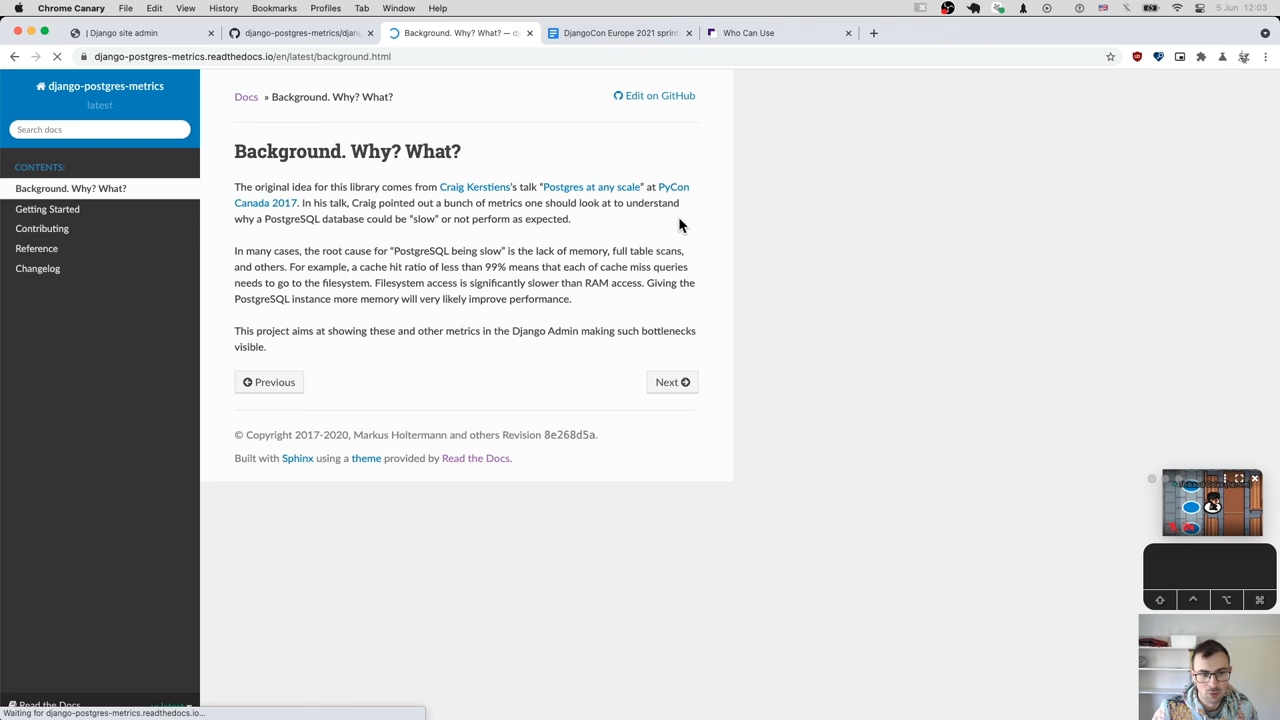 Chrome Canary File Edit View History Bookmarks Profiles Tab Window Help 5 Jun 12:03
| Django site admin
django-postgres-metrics/djang
Background. Why? What? — dj
DjangoCon Europe 2021 sprint
Who Can Use
django-postgres-metrics.readthedocs.io/en/latest/background.html
django-postgres-metrics
latest
Search docs
CONTENTS:
Background. Why? What?
Getting Started
Contributing
Reference
Changelog
Docs » Background. Why? What?
Edit on GitHub
Background. Why? What?
The original idea for this library comes from Craig Kerstiens's talk “Postgres at any scale” at PyCon
Canada 2017. In his talk, Craig pointed out a bunch of metrics one should look at to understand
why a PostgreSQL database could be “slow” or not perform as expected.
In many cases, the root cause for “PostgreSQL being slow” is the lack of memory, full table scans,
and others. For example, a cache hit ratio of less than 99% means that each of cache miss queries
needs to go to the filesystem. Filesystem access is significantly slower than RAM access. Giving the
PostgreSQL instance more memory will very likely improve performance.
This project aims at showing these and other metrics in the Django Admin making such bottlenecks
visible.
Previous
Next
© Copyright 2017-2020, Markus Holtermann and others Revision 8e268d5a.
Built with Sphinx using a theme provided by Read the Docs.
Read the Docs
Waiting for django-postgres-metrics.readthedocs.io...